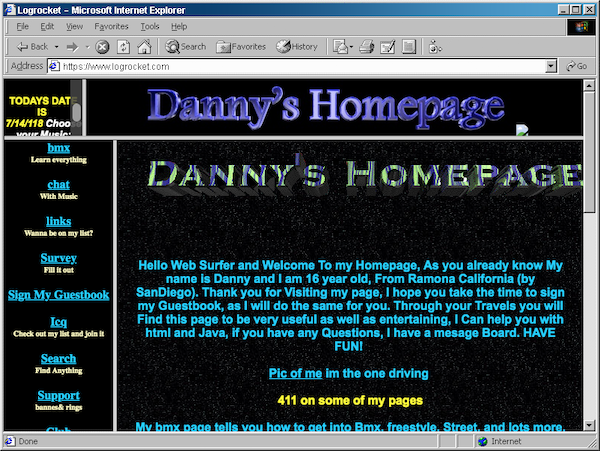 Logrocket - Microsoft Internet Explorer
File Edit View Favorites Tools Help
Back Search Favorites History
Address https://www.logrocket.com Go
TODAYS DAT
IS
7/14/118 Choo
your Music:
Danny's Homepage
bmx
Learn everything
chat
With Music
links
Wanna be on my list?
Survey
Fill it out
Sign My Guestbook
Icq
Check out my list and join it
Search
Find Anything
Support
bannes& rings
Club
DANNY'S HOMEPAGE
Hello Web Surfer and Welcome To my Homepage, As you already know My
name is Danny and I am 16 year old, From Ramona California (by
SanDiego). Thank you for Visiting my page, I hope you take the time to sign
my Guestbook, as I will do the same for you. Through your Travels you will
Find this page to be very useful as well as entertaining, I Can help you with
html and Java, if you have any Questions, I have a mesage Board. HAVE
FUN!
Pic of me im the one driving
411 on some of my pages
My bmx page tells you how to get into Bmx, freestyle, Street, and lots more.
Done Internet